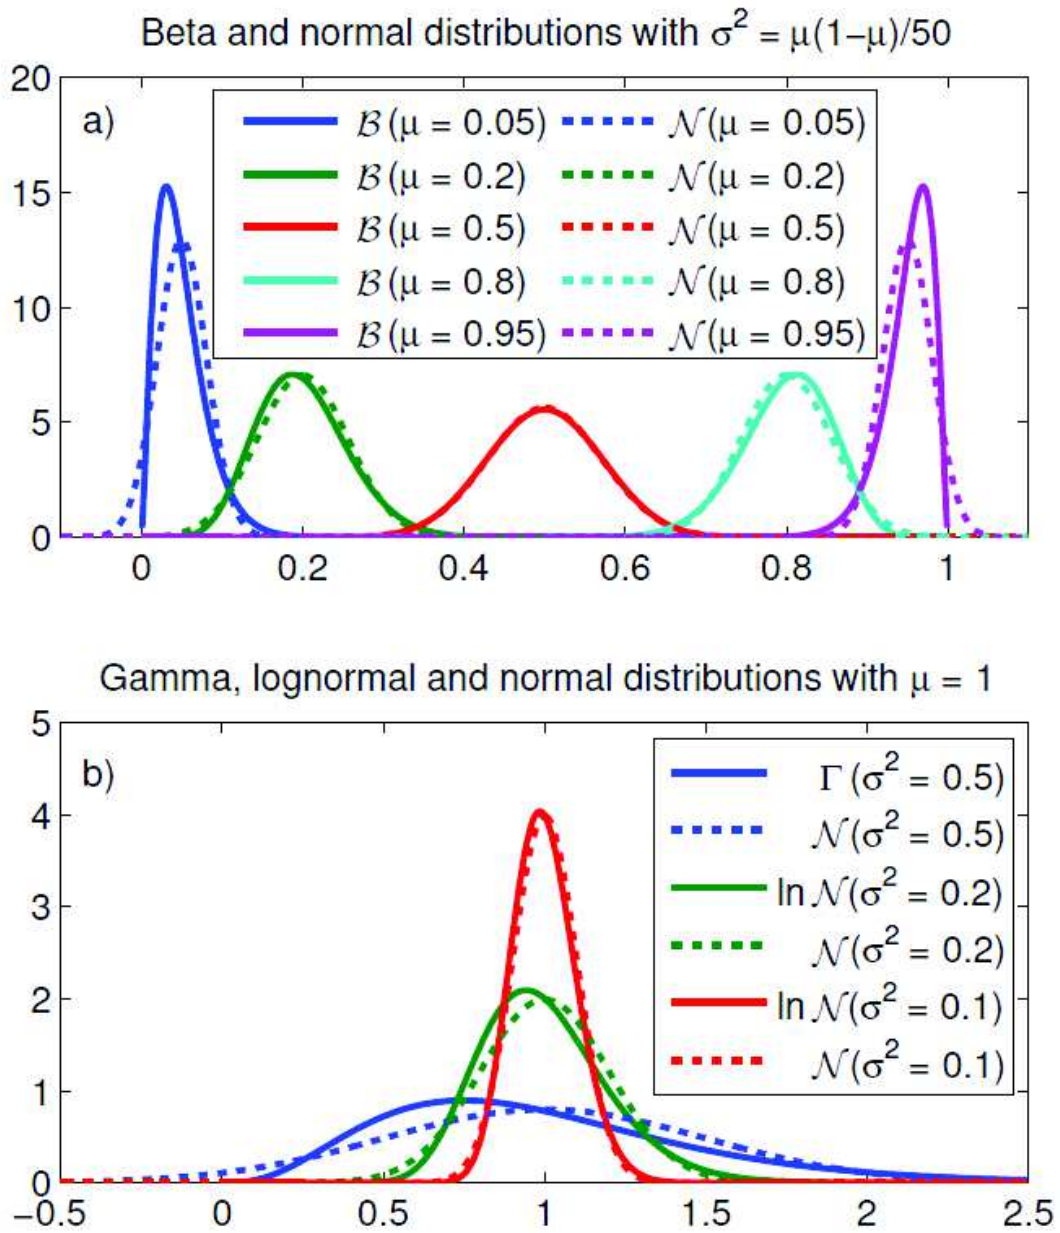 Beta and normal distributions with σ² = μ(1−μ)/50
20
15
10
5
0
a)
B(μ = 0.05) N(μ = 0.05)
B(μ = 0.2) N(μ = 0.2)
B(μ = 0.5) N(μ = 0.5)
B(μ = 0.8) N(μ = 0.8)
B(μ = 0.95) N(μ = 0.95)
0 0.2 0.4 0.6 0.8 1
Gamma, lognormal and normal distributions with μ = 1
5
4
3
2
1
0
b)
Γ(σ² = 0.5)
N(σ² = 0.5)
ln N(σ² = 0.2)
N(σ² = 0.2)
ln N(σ² = 0.1)
N(σ² = 0.1)
−0.5 0 0.5 1 1.5 2 2.5